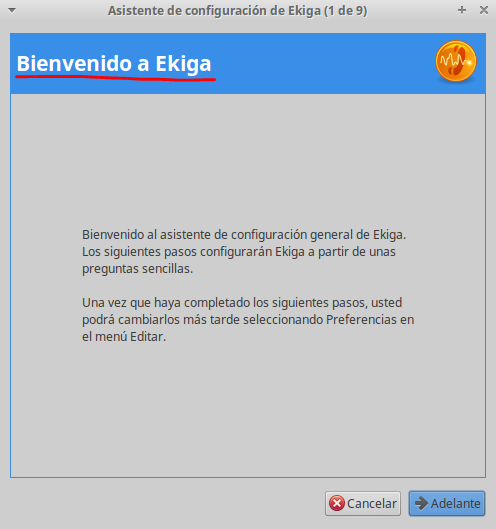 Asistente de configuración de Ekiga (1 de 9)
Bienvenido a Ekiga
Bienvenido al asistente de configuración general de Ekiga.
Los siguientes pasos configurarán Ekiga a partir de unas
preguntas sencillas.
Una vez que haya completado los siguientes pasos, usted
podrá cambiarlos más tarde seleccionando Preferencias en
el menú Editar.
Cancelar
Adelante